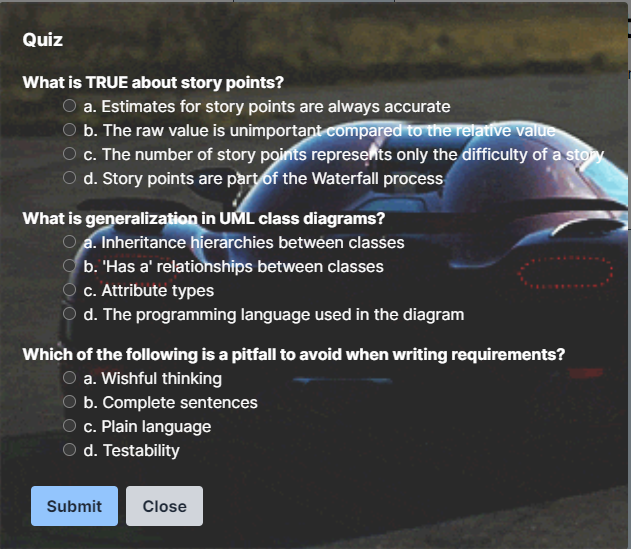 Quiz
What is TRUE about story points?
a. Estimates for story points are always accurate
b. The raw value is unimportant compared to the relative value
c. The number of story points represents only the difficulty of a story
d. Story points are part of the Waterfall process
What is generalization in UML class diagrams?
a. Inheritance hierarchies between classes
b. 'Has a' relationships between classes
c. Attribute types
d. The programming language used in the diagram
Which of the following is a pitfall to avoid when writing requirements?
a. Wishful thinking
b. Complete sentences
c. Plain language
d. Testability
Submit Close